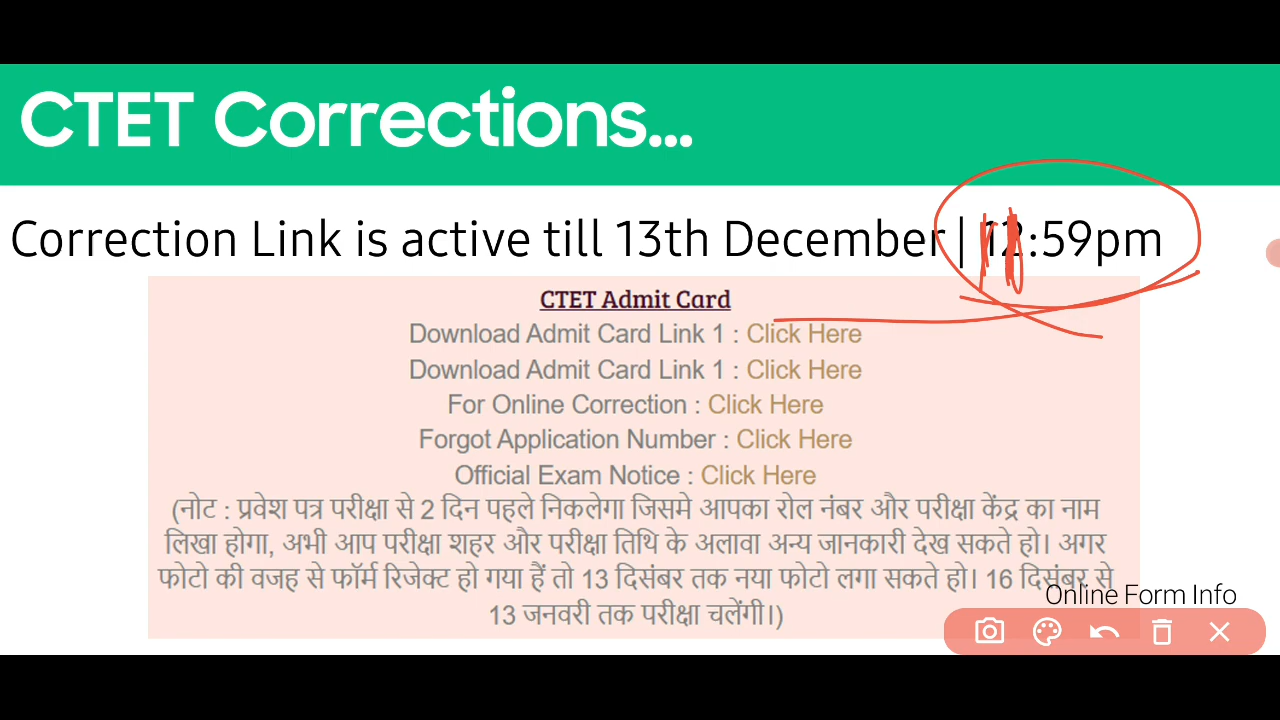 CTET Corrections...
Correction Link is active till 13th December | 12:59pm
CTET Admit Card
Download Admit Card Link 1 : Click Here
Download Admit Card Link 1 : Click Here
For Online Correction : Click Here
Forgot Application Number : Click Here
Official Exam Notice : Click Here
(नोट : प्रवेश पत्र परीक्षा से 2 दिन पहले निकलेगा जिसमे आपका रोल नंबर और परीक्षा केंद्र का नाम
लिखा होगा, अभी आप परीक्षा शहर और परीक्षा तिथि के अलावा अन्य जानकारी देख सकते हो। अगर
फोटो की वजह से फॉर्म रिजेक्ट हो गया हैं तो 13 दिसंबर तक नया फोटो लगा सकते हो। 16 दिसंबर से
13 जनवरी तक परीक्षा चलेंगी।)
Online Form Info